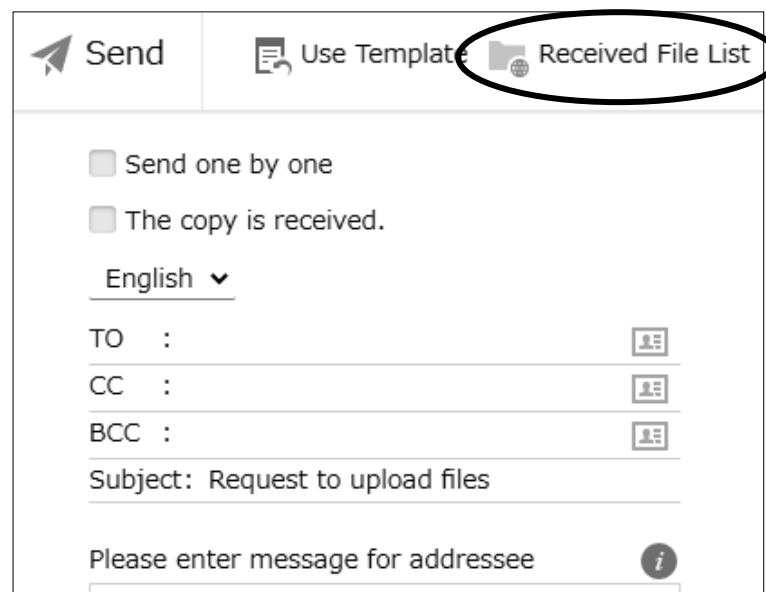 Send Use Template Received File List
Send one by one
The copy is received.
English
TO :
CC :
BCC :
Subject: Request to upload files
Please enter message for addressee